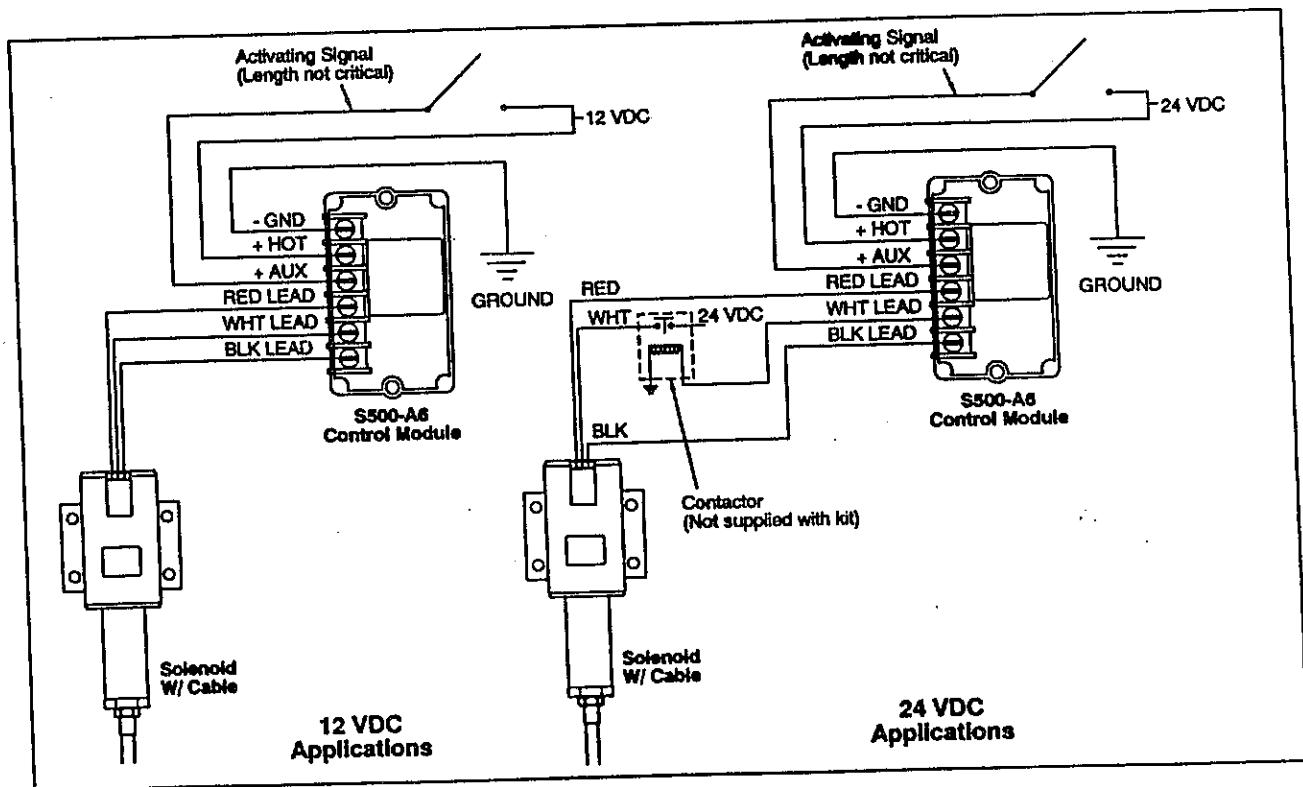 Activating Signal
(Length not critical)
12 VDC
- GND
+ HOT
+ AUX
RED LEAD
WHT LEAD
BLK LEAD
GROUND
S500-A6
Control Module
Solenoid
W/ Cable
12 VDC
Applications
Activating Signal
(Length not critical)
24 VDC
- GND
+ HOT
+ AUX
RED LEAD
WHT LEAD
BLK LEAD
GROUND
RED
WHT
24 VDC
BLK
S500-A6
Control Module
Contactor
(Not supplied with kit)
Solenoid
W/ Cable
24 VDC
Applications